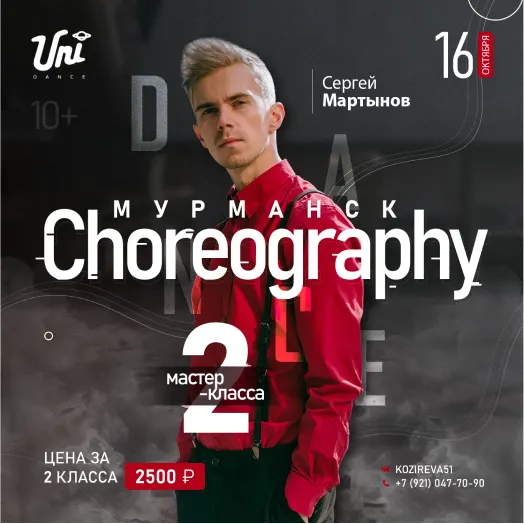 Uni
DANCE
16
ОКТЯБРЯ
Сергей
Мартынов
10+
DANCE
МУРМАНСК
Choreography
2
мастер
-класса
ЦЕНА ЗА
2 КЛАССА 2500 ₽
KOZIREVA51
+7 (921) 047-70-90